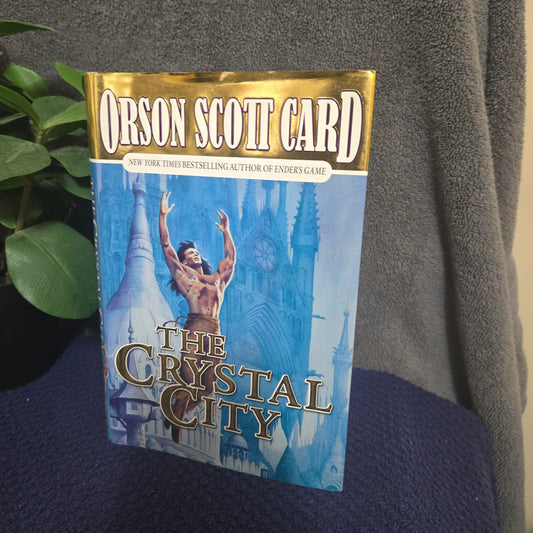 ORSON SCOTT CARD
NEW YORK TIMES BESTSELLING AUTHOR OF ENDER'S GAME
THE
CRYSTAL
CITY